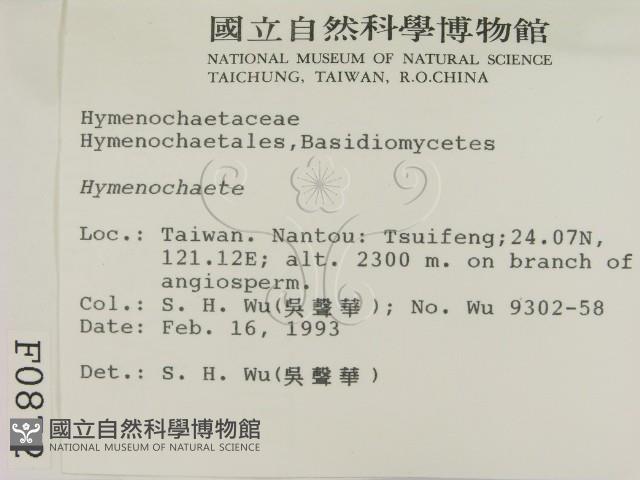 國立自然科學博物館
NATIONAL MUSEUM OF NATURAL SCIENCE
TAICHUNG, TAIWAN, R.O.CHINA
Hymenochaetaceae
Hymenochaetales,Basidiomycetes
Hymenochaete
Loc.: Taiwan. Nantou: Tsuifeng;24.07N,
121.12E; alt. 2300 m. on branch of
angiosperm.
Col.: S. H. Wu(吳聲華); No. Wu 9302-58
Date: Feb. 16, 1993
Det.: S. H. Wu(吳聲華)
國立自然科學博物館
NATIONAL MUSEUM OF NATURAL SCIENCE